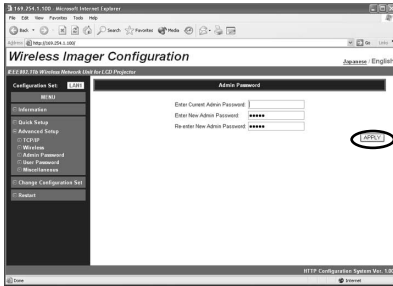 169.254.1.100 - Microsoft Internet Explorer
File Edit View Favorites Tools Help
Back Search Favorites Media
Address http://169.254.1.100/ Go Links
Wireless Imager Configuration
Japanese / English
IEEE802.11b Wireless Network Unit for LCD Projector
Configuration Set: LAN1
Admin Password
MENU
Information
Quick Setup
Advanced Setup
TCP/IP
Wireless
Admin Password
User Password
Miscellaneous
Change Configuration Set
Restart
Enter Current Admin Password:
Enter New Admin Password: •••••
Re-enter New Admin Password: •••••
APPLY
HTTP Configuration System Ver. 1.80
Done Internet